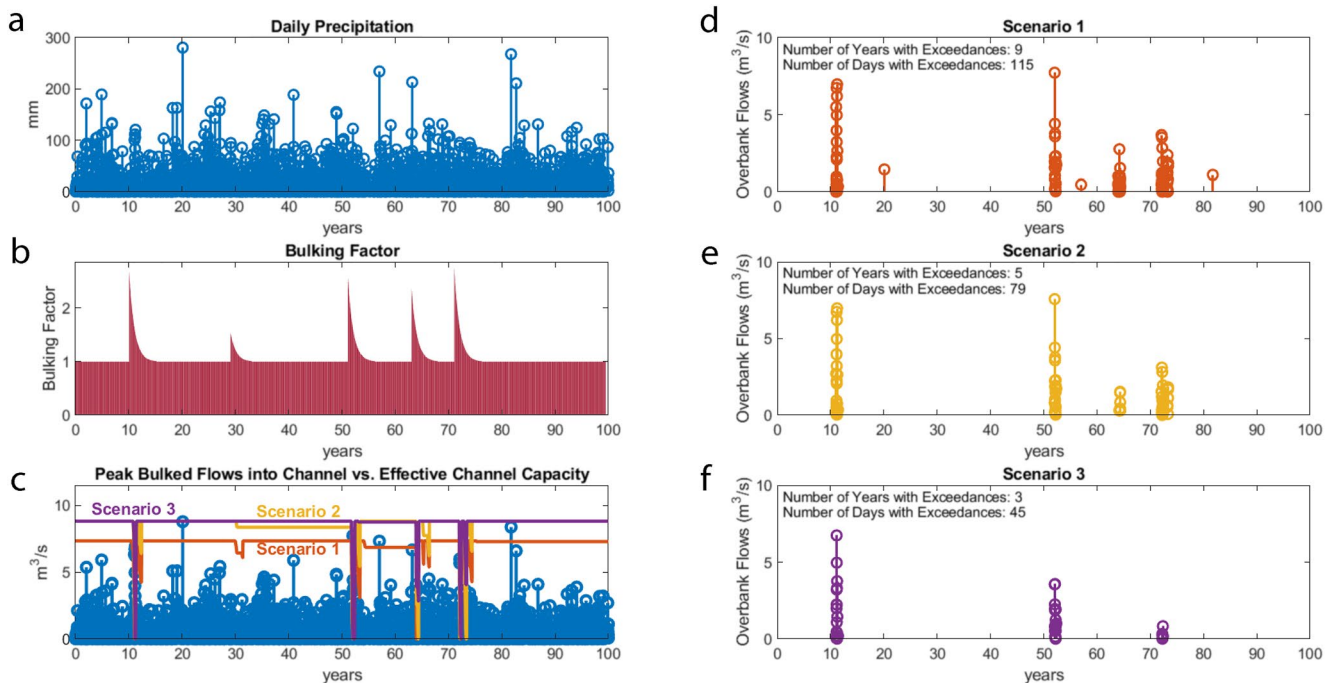 a
Daily Precipitation
300
200
100
0
mm
0 10 20 30 40 50 60 70 80 90 100
years
b
Bulking Factor
2
1
0
Bulking Factor
0 10 20 30 40 50 60 70 80 90 100
years
c
Peak Bulked Flows into Channel vs. Effective Channel Capacity
10
5
0
m³/s
Scenario 3
Scenario 2
Scenario 1
0 10 20 30 40 50 60 70 80 90 100
years
d
Scenario 1
Number of Years with Exceedances: 9
Number of Days with Exceedances: 115
10
5
0
Overbank Flows (m³/s)
0 10 20 30 40 50 60 70 80 90 100
years
e
Scenario 2
Number of Years with Exceedances: 5
Number of Days with Exceedances: 79
10
5
0
Overbank Flows (m³/s)
0 10 20 30 40 50 60 70 80 90 100
years
f
Scenario 3
Number of Years with Exceedances: 3
Number of Days with Exceedances: 45
10
5
0
Overbank Flows (m³/s)
0 10 20 30 40 50 60 70 80 90 100
years